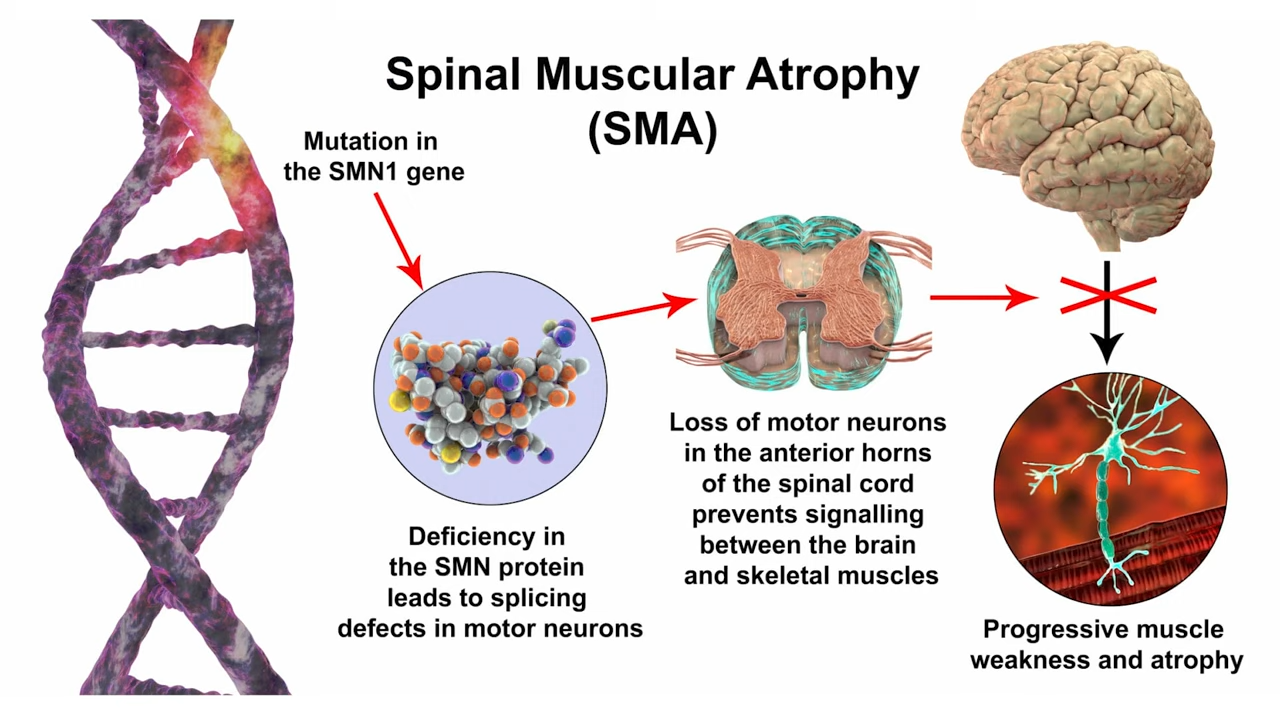 Spinal Muscular Atrophy
(SMA)
Mutation in
the SMN1 gene
Deficiency in
the SMN protein
leads to splicing
defects in motor neurons
Loss of motor neurons
in the anterior horns
of the spinal cord
prevents signalling
between the brain
and skeletal muscles
Progressive muscle
weakness and atrophy